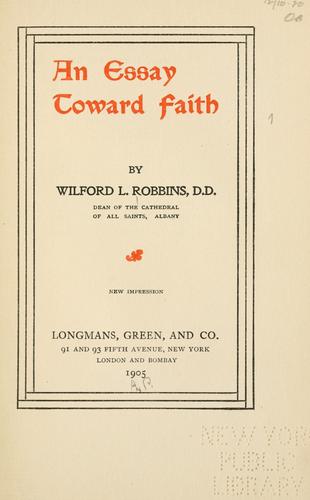 An Essay
Toward Faith
BY
WILFORD L. ROBBINS, D.D.
DEAN OF THE CATHEDRAL
OF ALL SAINTS, ALBANY
NEW IMPRESSION
LONGMANS, GREEN, AND CO.
91 AND 93 FIFTH AVENUE, NEW YORK
LONDON AND BOMBAY
1905
NEW YORK
PUBLIC
LIBRARY